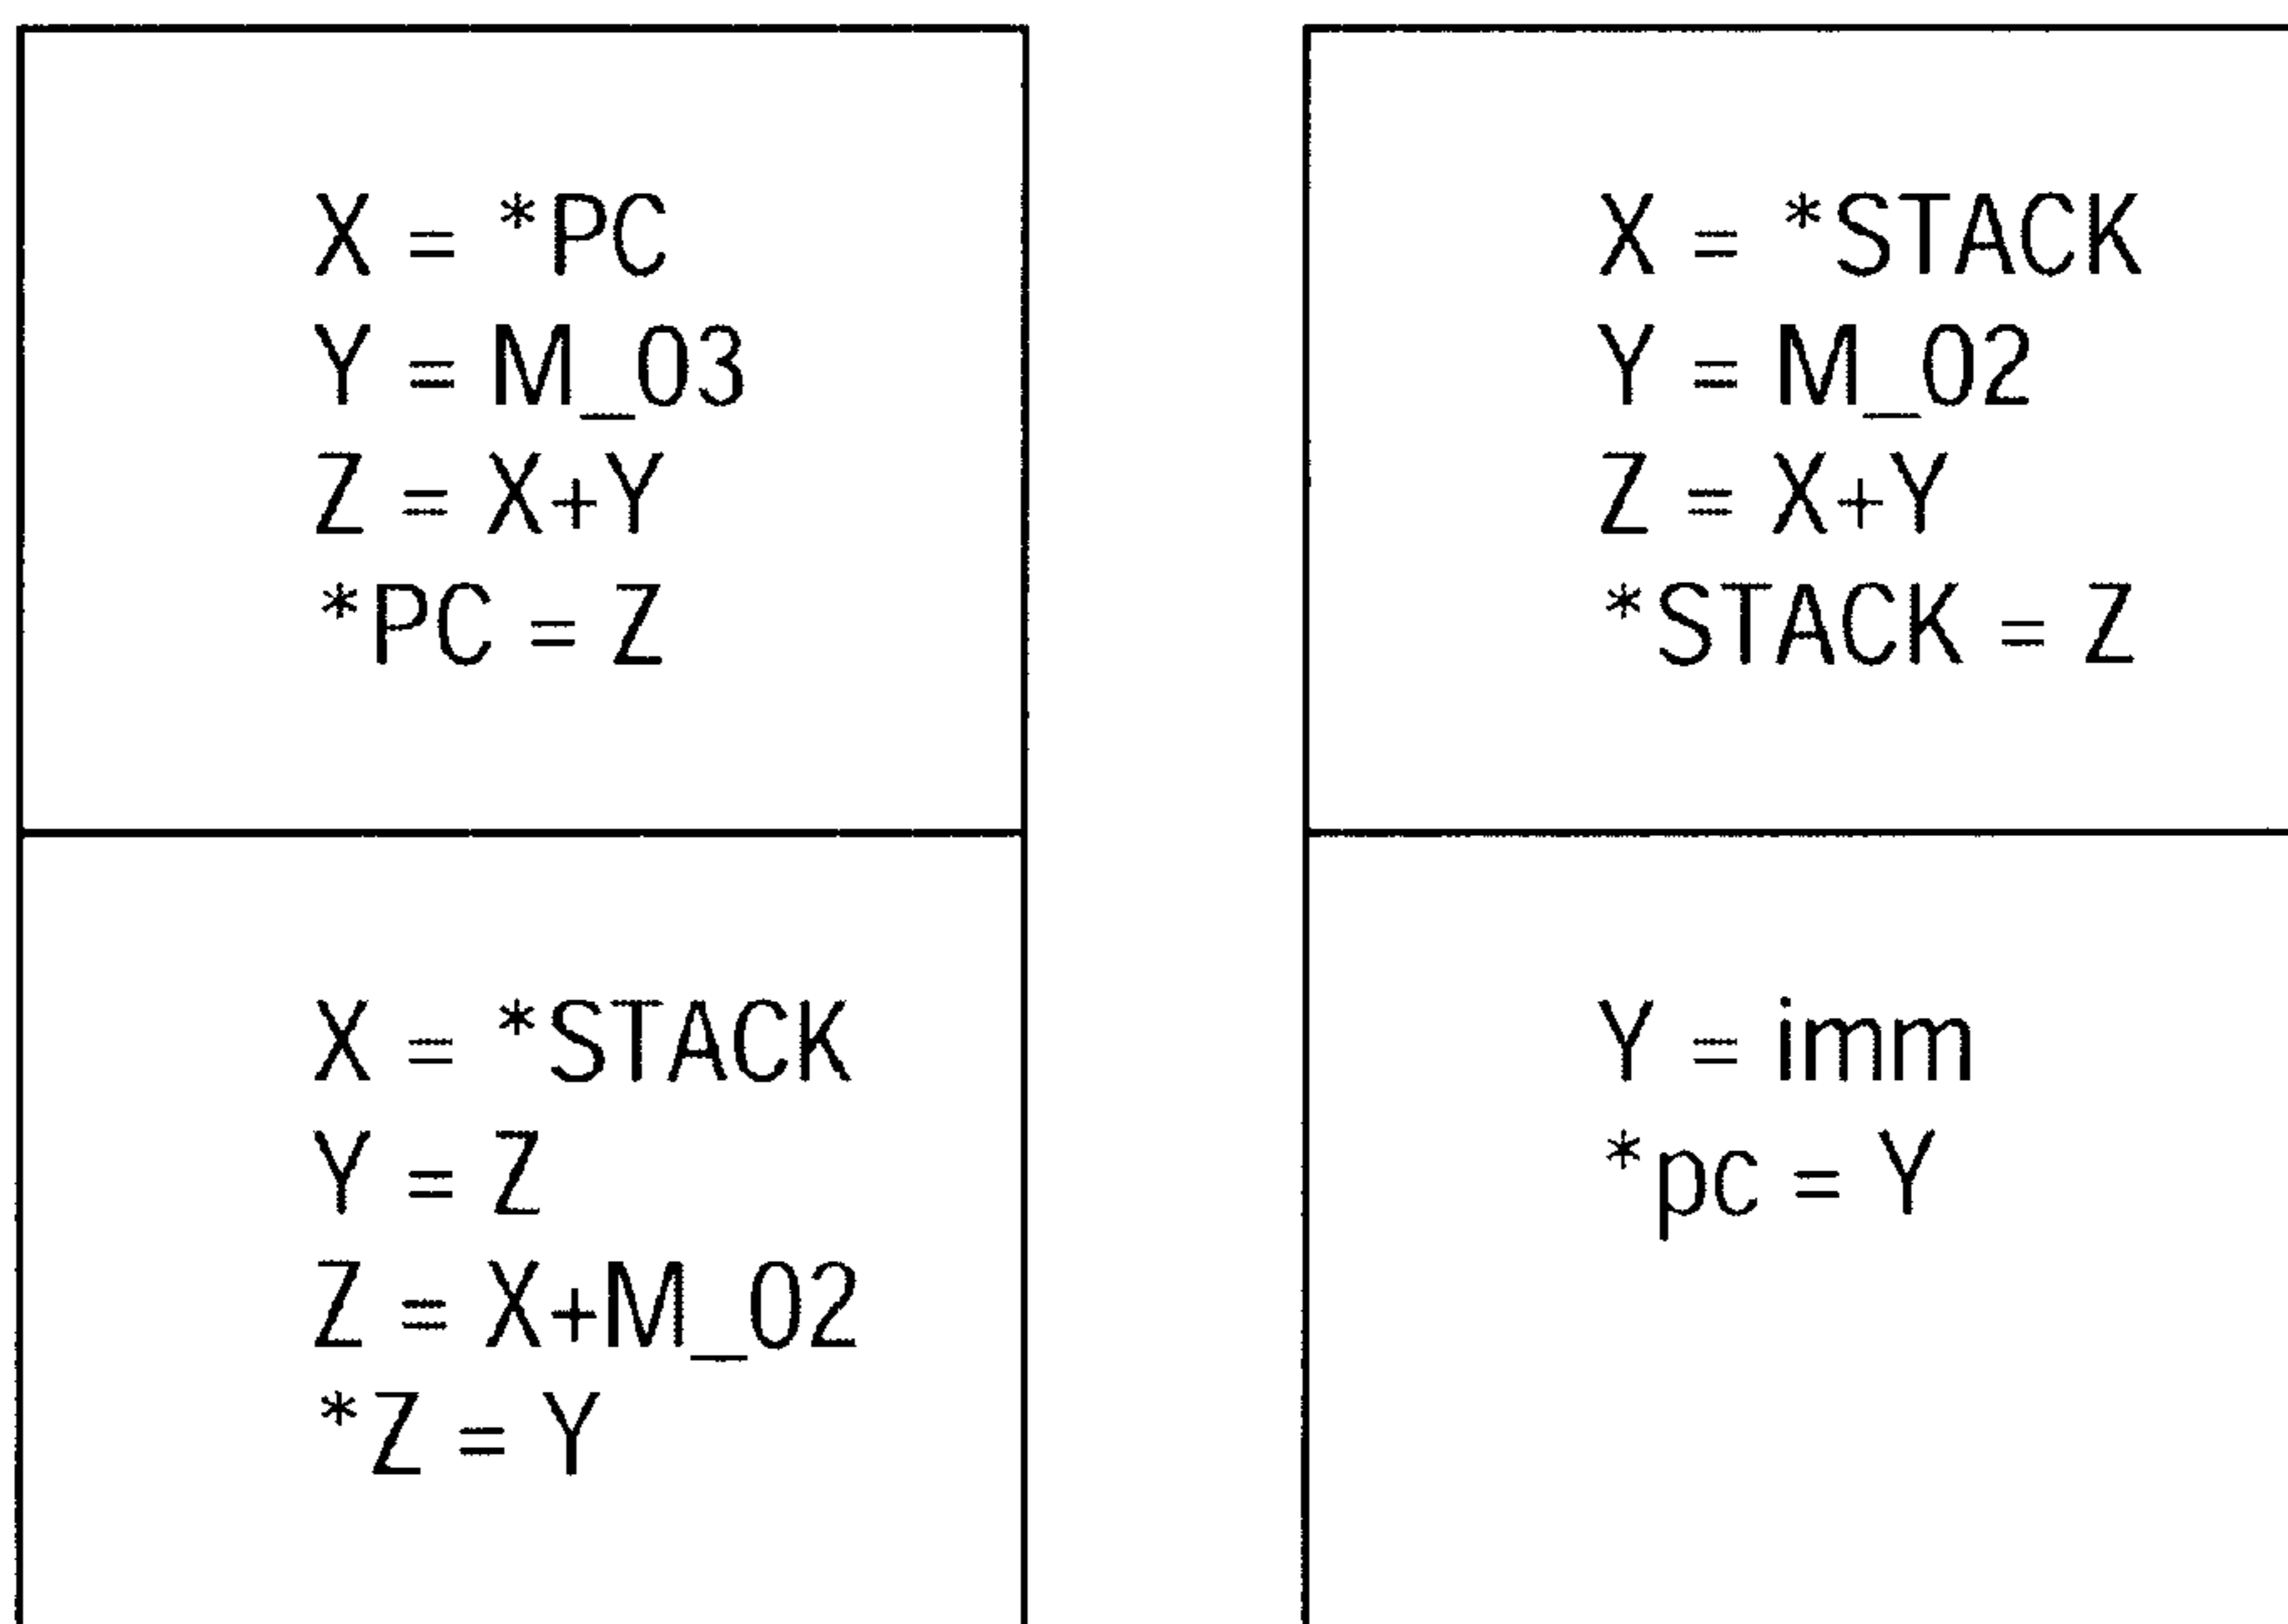 X = *PC
Y = M_03
Z = X+Y
*PC = Z
X = *STACK
Y = Z
Z = X+M_02
*Z = Y
X = *STACK
Y = M_02
Z = X+Y
*STACK = Z
Y = imm
*pc = Y